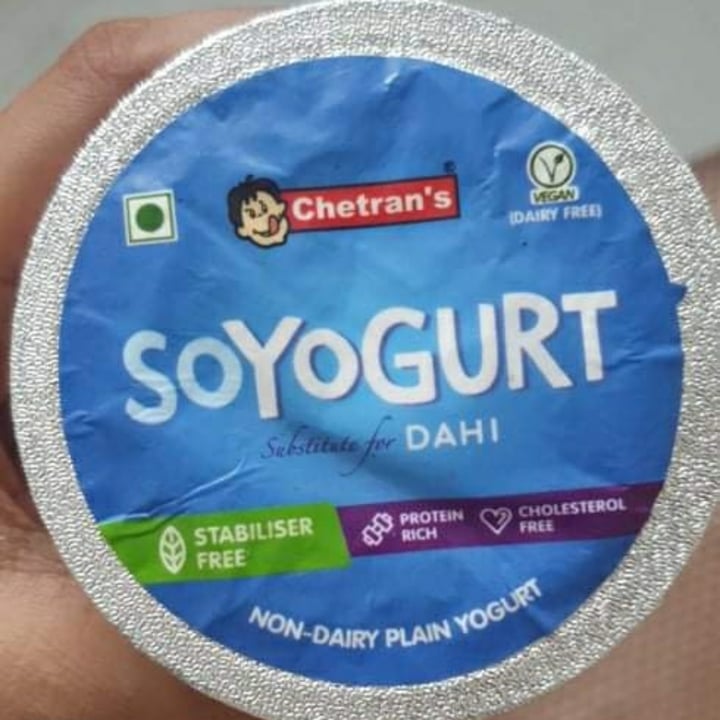 Chetran's®
VEGAN
(DAIRY FREE)
SOYOGURT
Substitute for DAHI
STABILISER
FREE
PROTEIN
RICH
CHOLESTEROL
FREE
NON-DAIRY PLAIN YOGURT